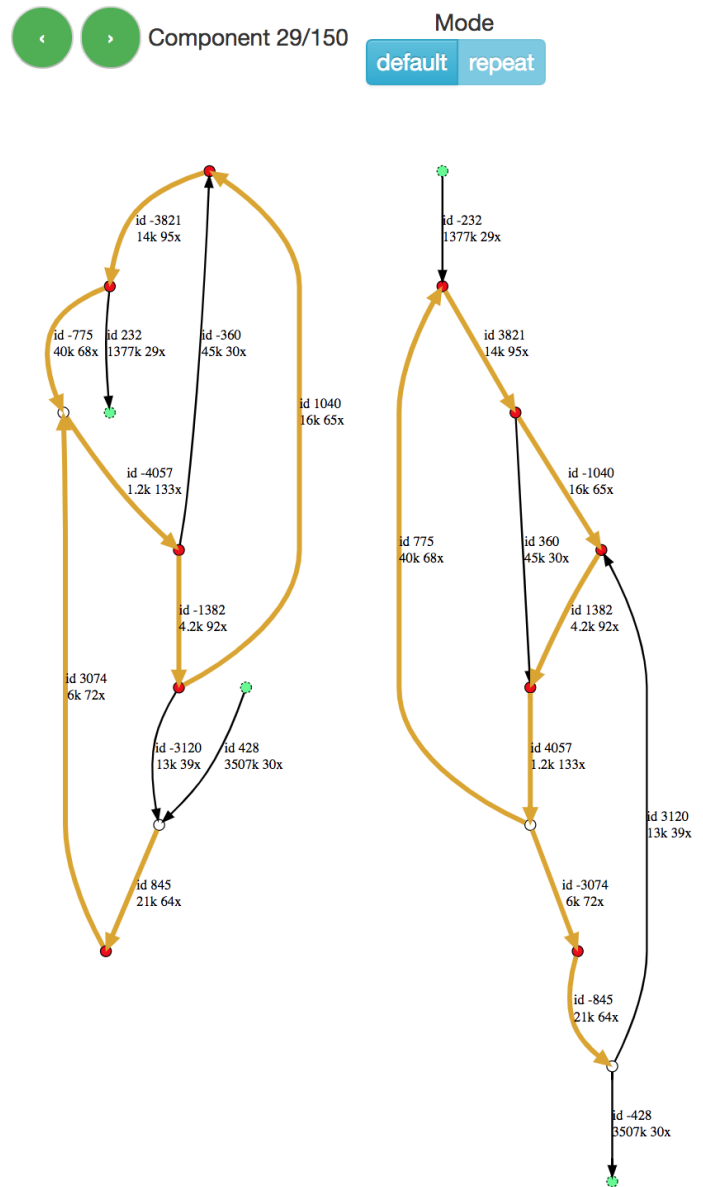 ‹ › Component 29/150
Mode
default repeat
id -3821
14k 95x
id -775
40k 68x
id 232
1377k 29x
id -360
45k 30x
id 1040
16k 65x
id -4057
1.2k 133x
id -1382
4.2k 92x
id 3074
6k 72x
id -3120
13k 39x
id 428
3507k 30x
id 845
21k 64x
id -232
1377k 29x
id 3821
14k 95x
id -1040
16k 65x
id 775
40k 68x
id 360
45k 30x
id 1382
4.2k 92x
id 4057
1.2k 133x
id 3120
13k 39x
id -3074
6k 72x
id -845
21k 64x
id -428
3507k 30x